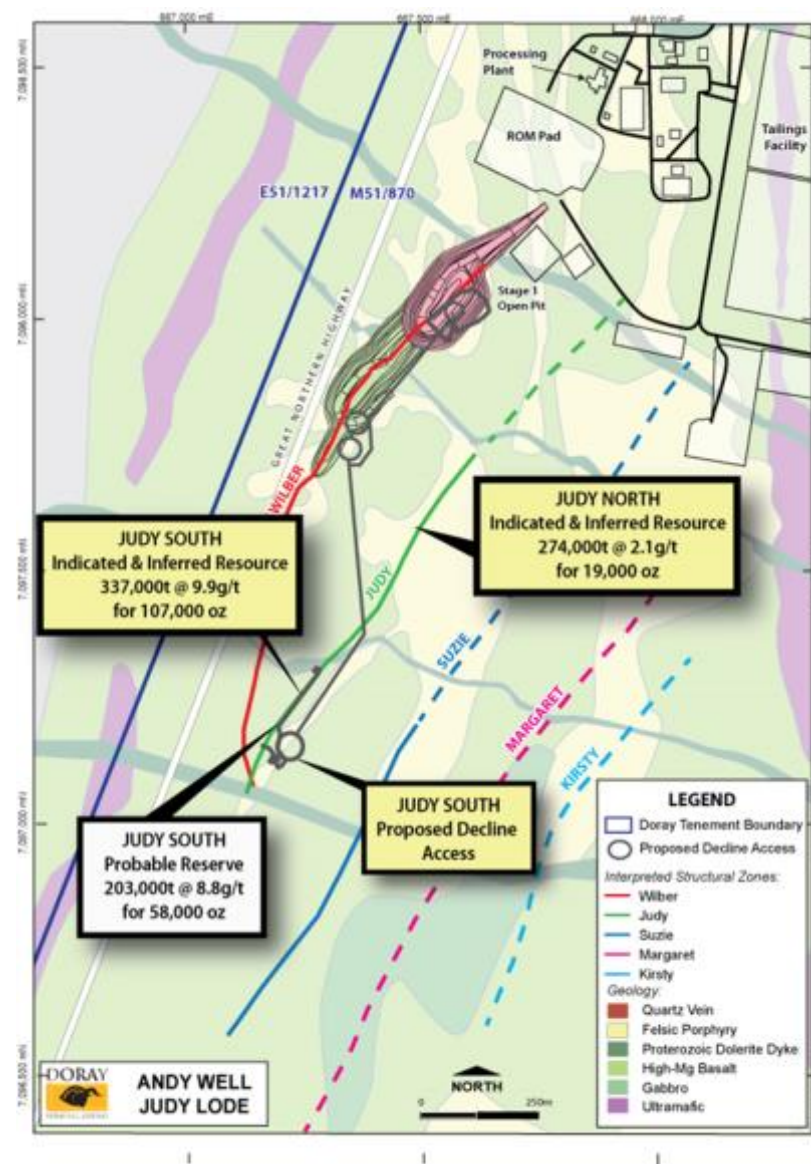 667,000 mE
667,500 mE
668,000 mE
7,098,500 mN
Processing
Plant
ROM Pad
Tailings
Facility
E51/1217
M51/870
GREAT NORTHERN HIGHWAY
Stage 1
Open Pit
WILBER
JUDY NORTH
Indicated & Inferred Resource
274,000t @ 2.1g/t
for 19,000 oz
JUDY SOUTH
Indicated & Inferred Resource
337,000t @ 9.9g/t
for 107,000 oz
7,097,500 mN
JUDY
SUZIE
MARGARET
KIRSTY
JUDY SOUTH
Proposed Decline
Access
7,097,000 mN
JUDY SOUTH
Probable Reserve
203,000t @ 8.8g/t
for 58,000 oz
LEGEND
Doray Tenement Boundary
Proposed Decline Access
Interpreted Structural Zones:
Wilber
Judy
Suzie
Margaret
Kirsty
Geology:
Quartz Vein
Felsic Porphyry
Proterozoic Dolerite Dyke
High-Mg Basalt
Gabbro
Ultramafic
7,096,500 mN
DORAY
ANDY WELL
JUDY LODE
NORTH
0
250m